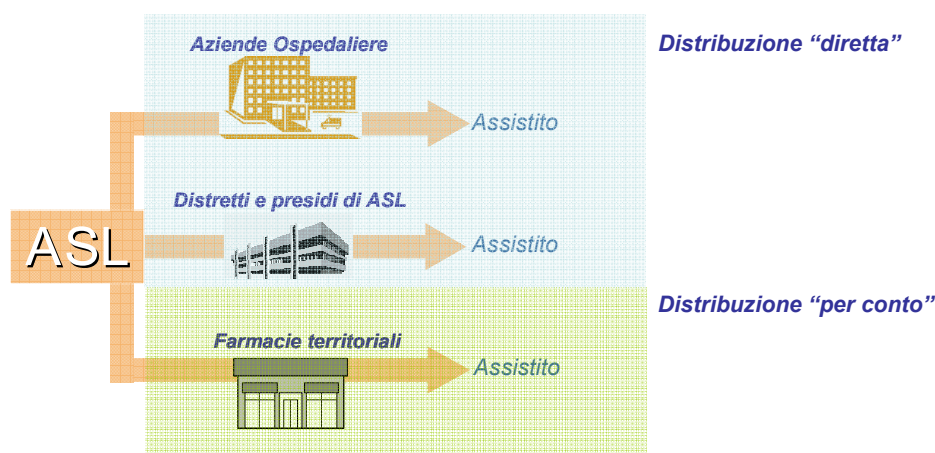 Aziende Ospedaliere
Distribuzione “diretta”
Assistito
Distretti e presidi di ASL
ASL
Assistito
Distribuzione “per conto”
Farmacie territoriali
Assistito